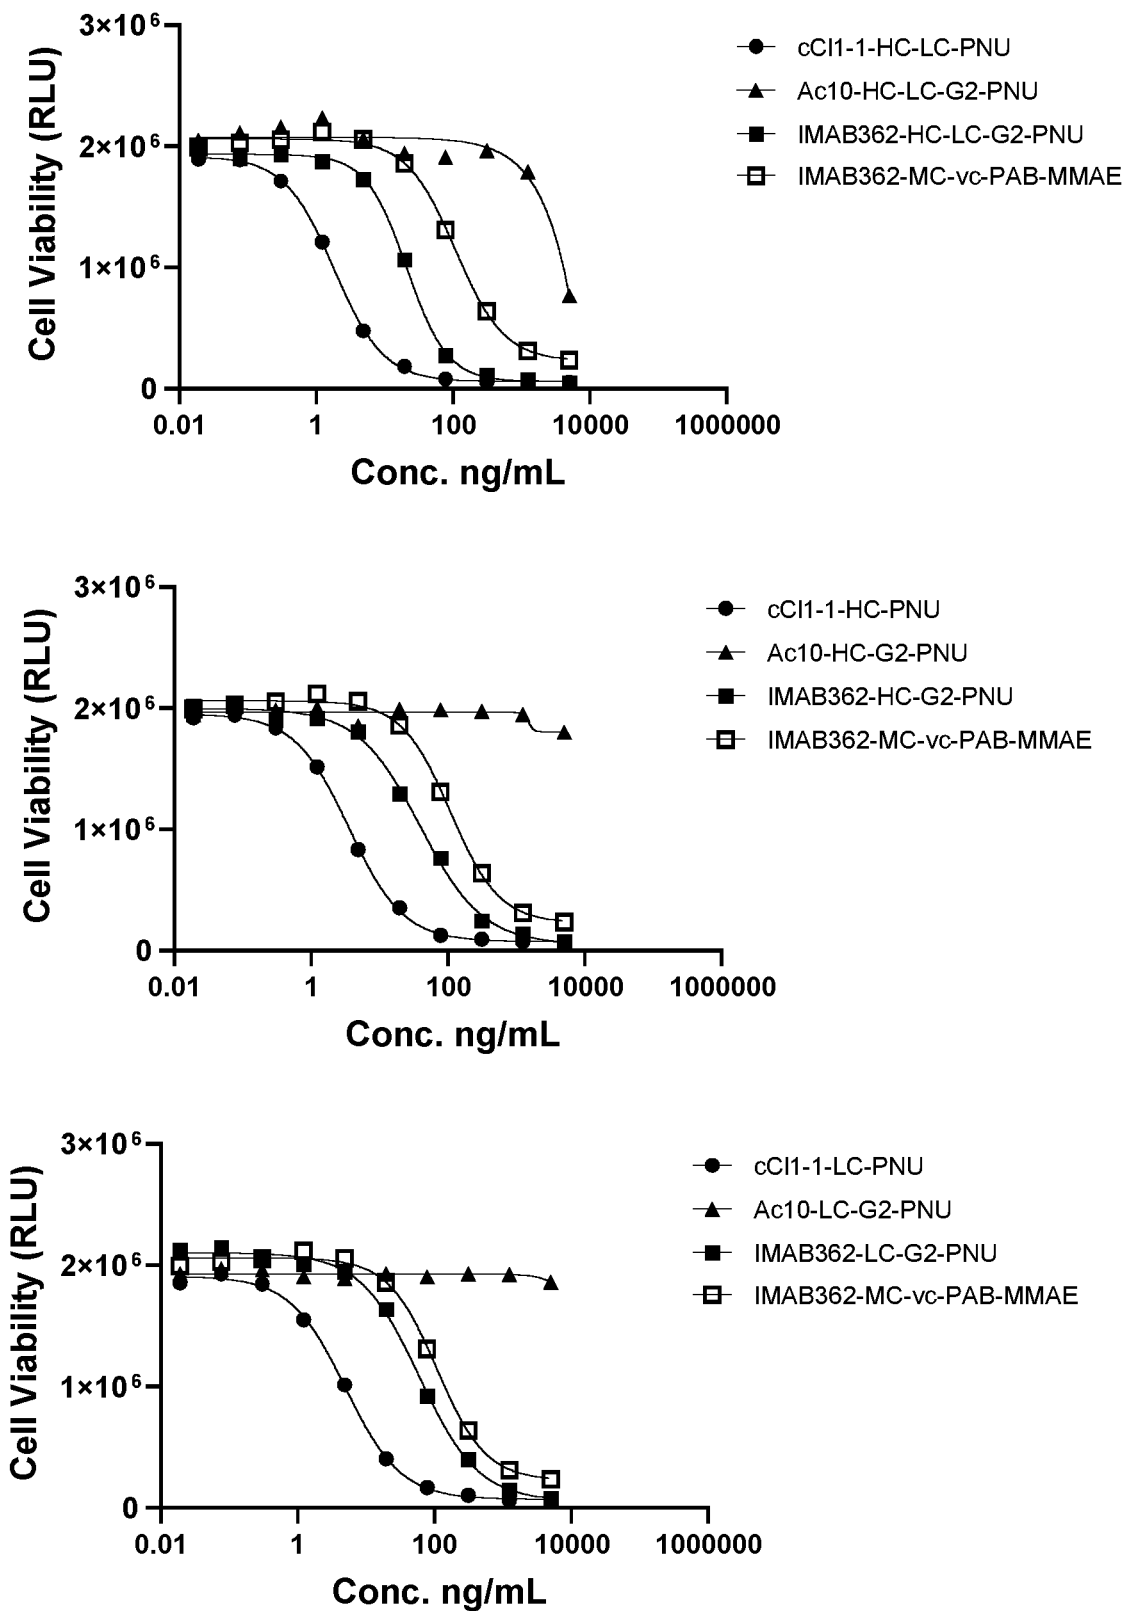 3×10⁶
2×10⁶
1×10⁶
0
Cell Viability (RLU)
0.01 1 100 10000 1000000
Conc. ng/mL
cCl1-1-HC-LC-PNU
Ac10-HC-LC-G2-PNU
IMAB362-HC-LC-G2-PNU
IMAB362-MC-vc-PAB-MMAE
3×10⁶
2×10⁶
1×10⁶
0
Cell Viability (RLU)
0.01 1 100 10000 1000000
Conc. ng/mL
cCl1-1-HC-PNU
Ac10-HC-G2-PNU
IMAB362-HC-G2-PNU
IMAB362-MC-vc-PAB-MMAE
3×10⁶
2×10⁶
1×10⁶
0
Cell Viability (RLU)
0.01 1 100 10000 1000000
Conc. ng/mL
cCl1-1-LC-PNU
Ac10-LC-G2-PNU
IMAB362-LC-G2-PNU
IMAB362-MC-vc-PAB-MMAE